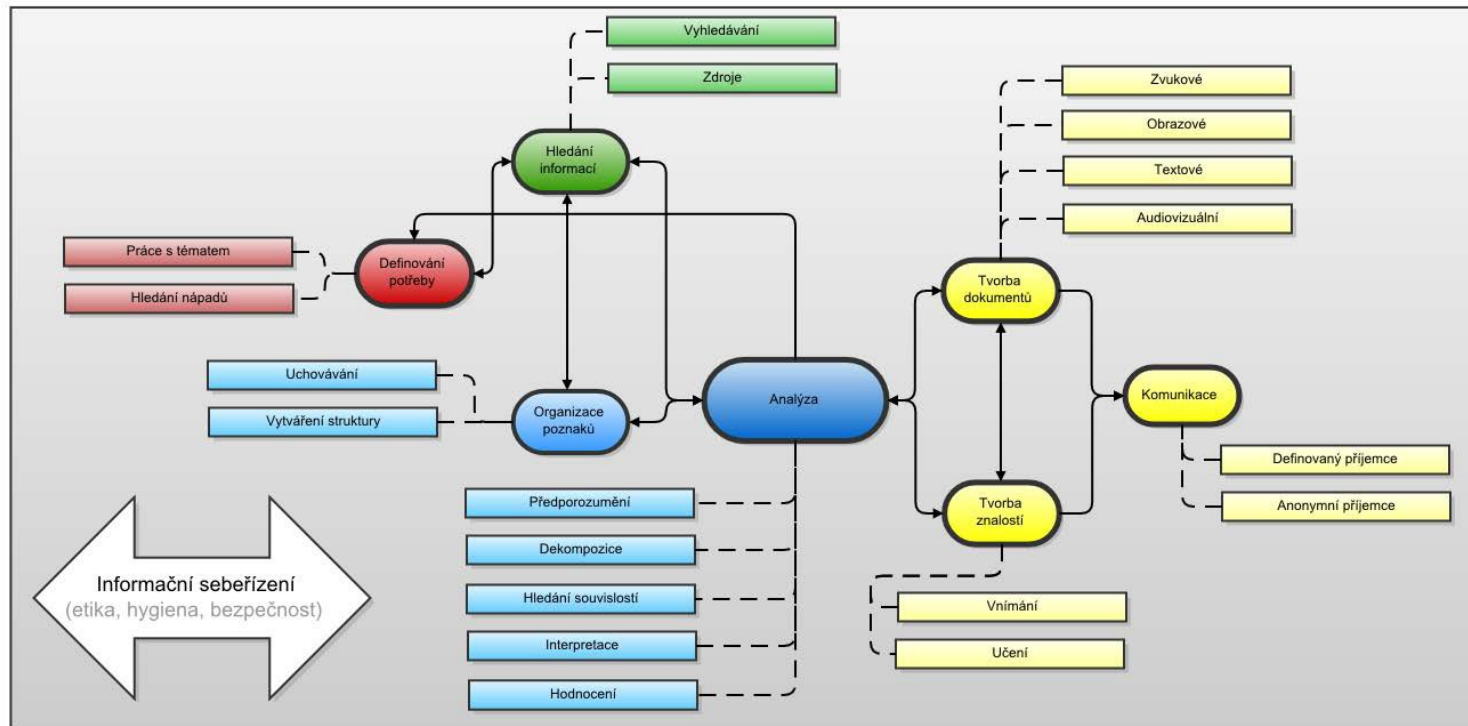 Vyhledávání
Zdroje
Hledání
informací
Práce s tématem
Hledání nápadů
Definování
potřeby
Uchovávání
Vytváření struktury
Organizace
poznaků
Analýza
Předporozumění
Dekompozice
Hledání souvislostí
Interpretace
Hodnocení
Zvukové
Obrazové
Textové
Audiovizuální
Tvorba
dokumentů
Tvorba
znalostí
Vnímání
Učení
Komunikace
Definovaný příjemce
Anonymní příjemce
Informační sebeřízení
(etika, hygiena, bezpečnost)